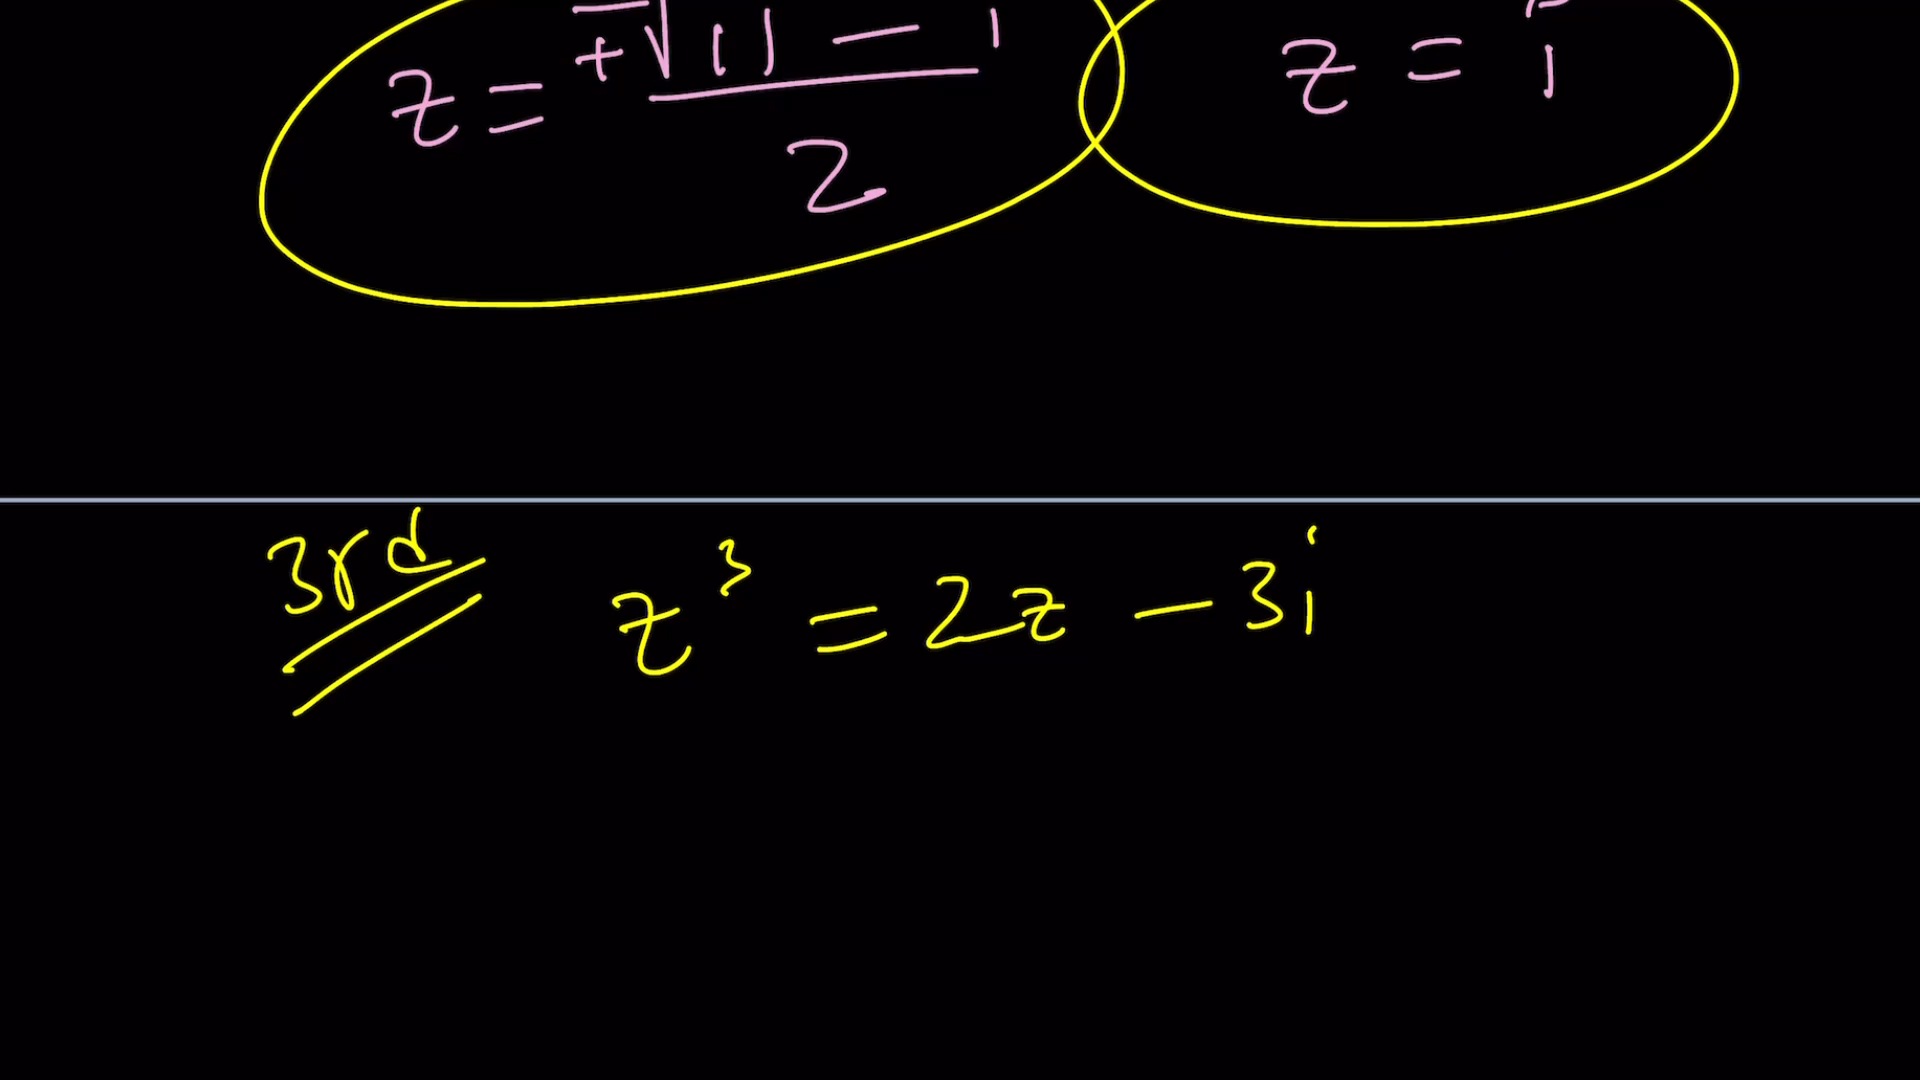 z = ±√11 − i / 2
z = i
3rd z³ = 2z − 3i